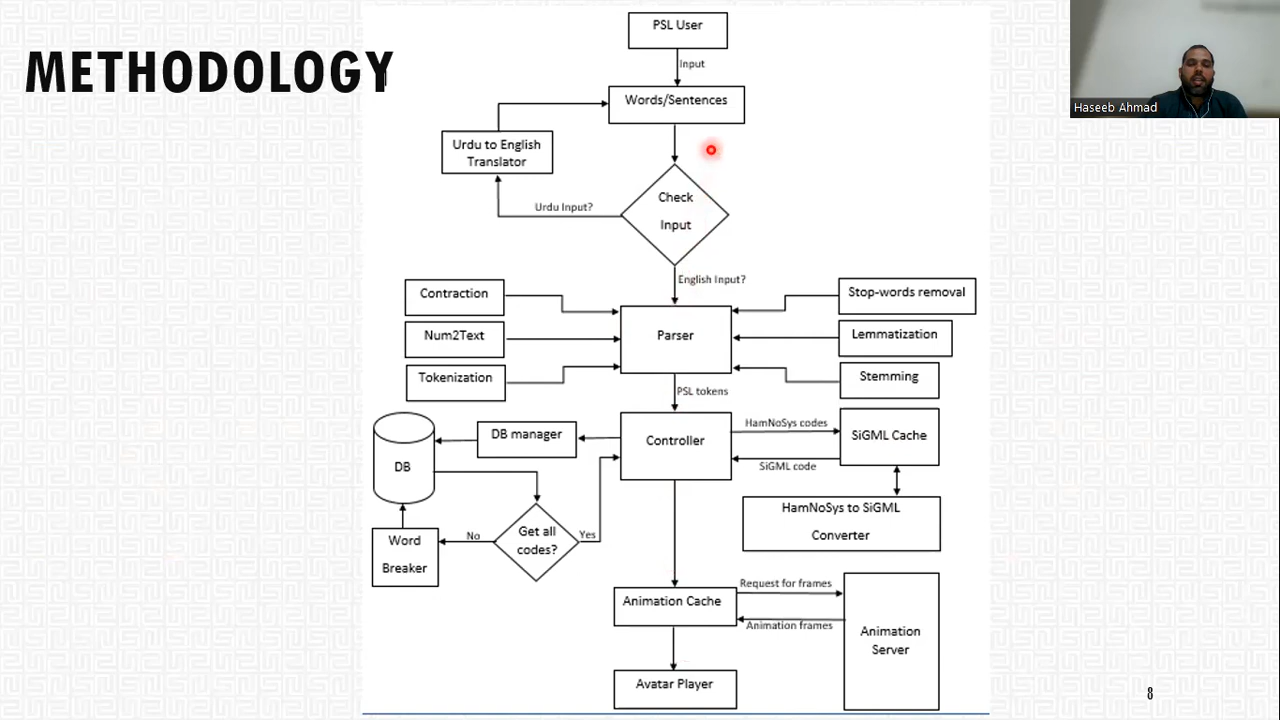 METHODOLOGY
PSL User
Input
Words/Sentences
Urdu to English
Translator
Check
Input
Urdu Input?
English Input?
Contraction
Num2Text
Tokenization
Parser
Stop-words removal
Lemmatization
Stemming
PSL tokens
DB
DB manager
Controller
HamNoSys codes
SiGML code
SiGML Cache
HamNoSys to SiGML
Converter
Get all
codes?
Yes
No
Word
Breaker
Animation Cache
Request for frames
Animation frames
Animation
Server
Avatar Player
Haseeb Ahmad
8